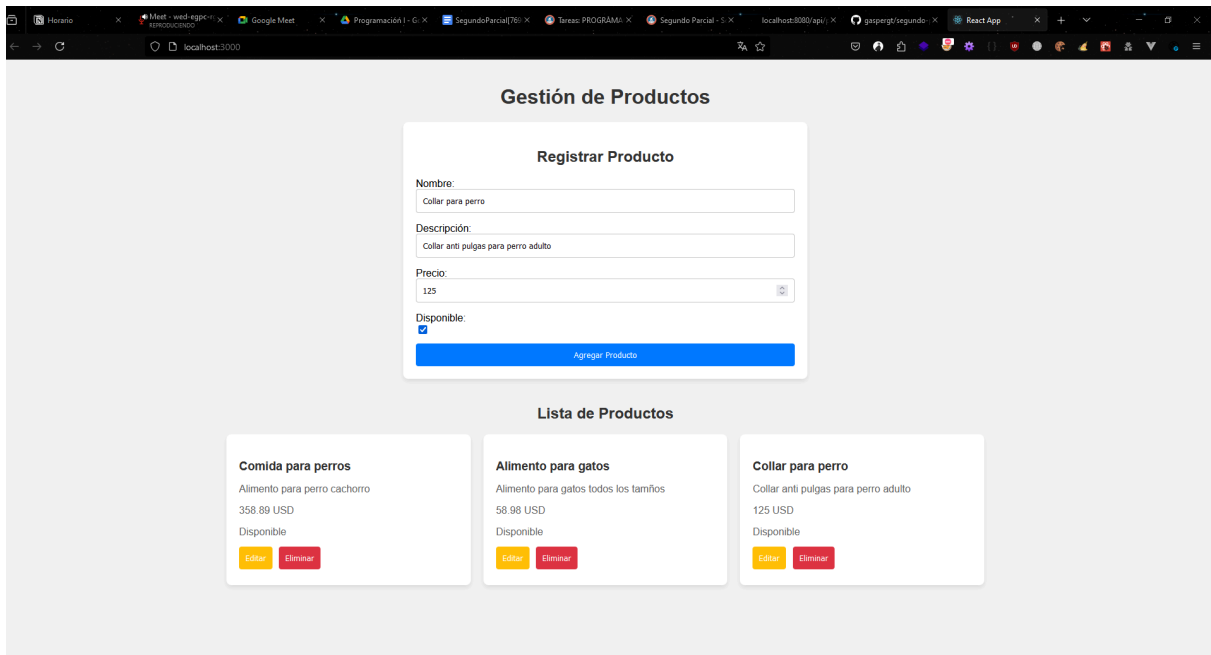 Horario
Meet - wed-egpc-
REPRODUCIENDO
Google Meet
Programación I - G
SegundoParcial[769
Tareas: PROGRAMA
Segundo Parcial - S
localhost:8080/api/
gaspergt/segundo-
React App
localhost:3000
Gestión de Productos
Registrar Producto
Nombre:
Collar para perro
Descripción:
Collar anti pulgas para perro adulto
Precio:
125
Disponible:
Agregar Producto
Lista de Productos
Comida para perros
Alimento para perro cachorro
358.89 USD
Disponible
Editar Eliminar
Alimento para gatos
Alimento para gatos todos los tamños
58.98 USD
Disponible
Editar Eliminar
Collar para perro
Collar anti pulgas para perro adulto
125 USD
Disponible
Editar Eliminar